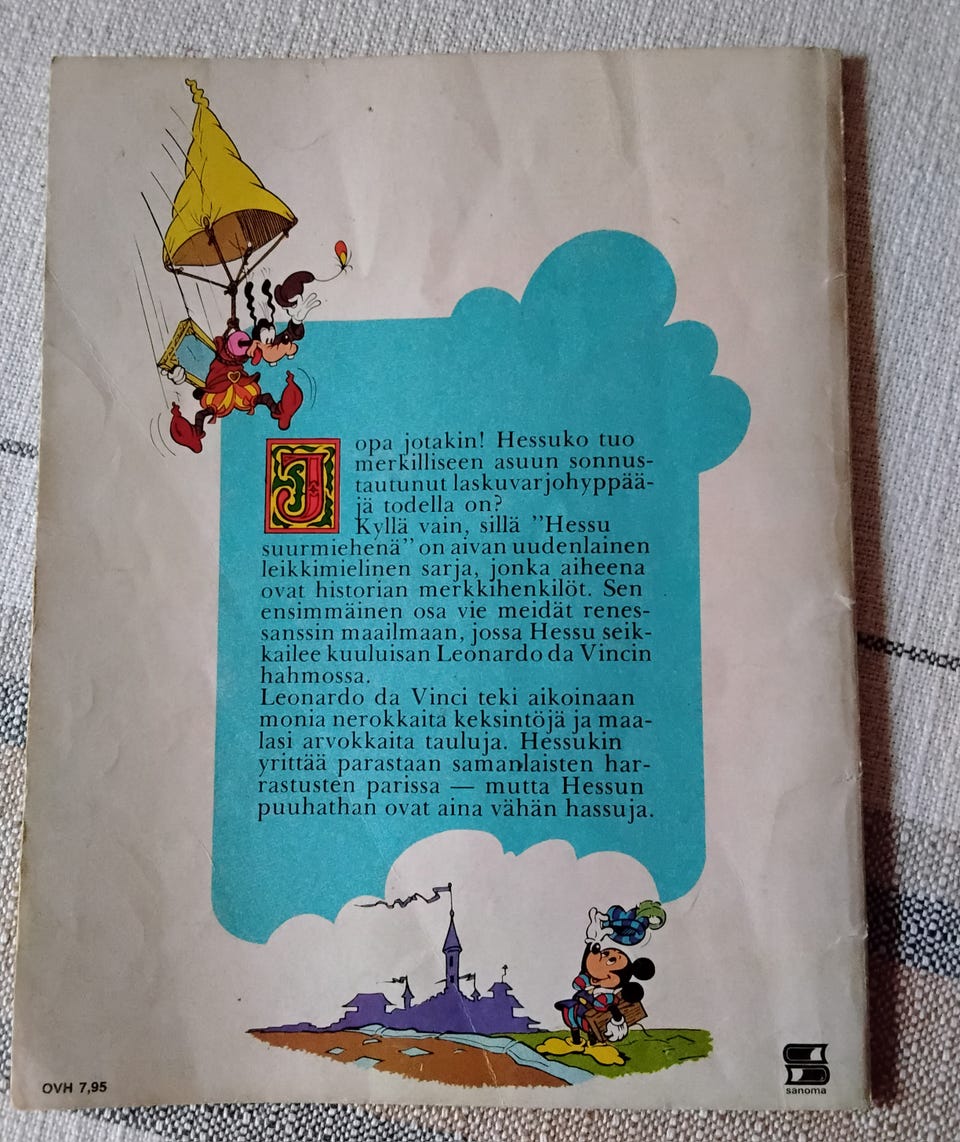 Jopa jotakin! Hessuko tuo
merkilliseen asuun sonnus-
tautunut laskuvarjohyppää-
jä todella on?
Kyllä vain, sillä ”Hessu
suurmiehenä” on aivan uudenlainen
leikkimielinen sarja, jonka aiheena
ovat historian merkkihenkilöt. Sen
ensimmäinen osa vie meidät renes-
sanssin maailmaan, jossa Hessu seik-
kailee kuuluisan Leonardo da Vincin
hahmossa.
Leonardo da Vinci teki aikoinaan
monia nerokkaita keksintöjä ja maa-
lasi arvokkaita tauluja. Hessukin
yrittää parastaan samanlaisten har-
rastusten parissa — mutta Hessun
puuhathan ovat aina vähän hassuja.
OVH 7,95
sanoma